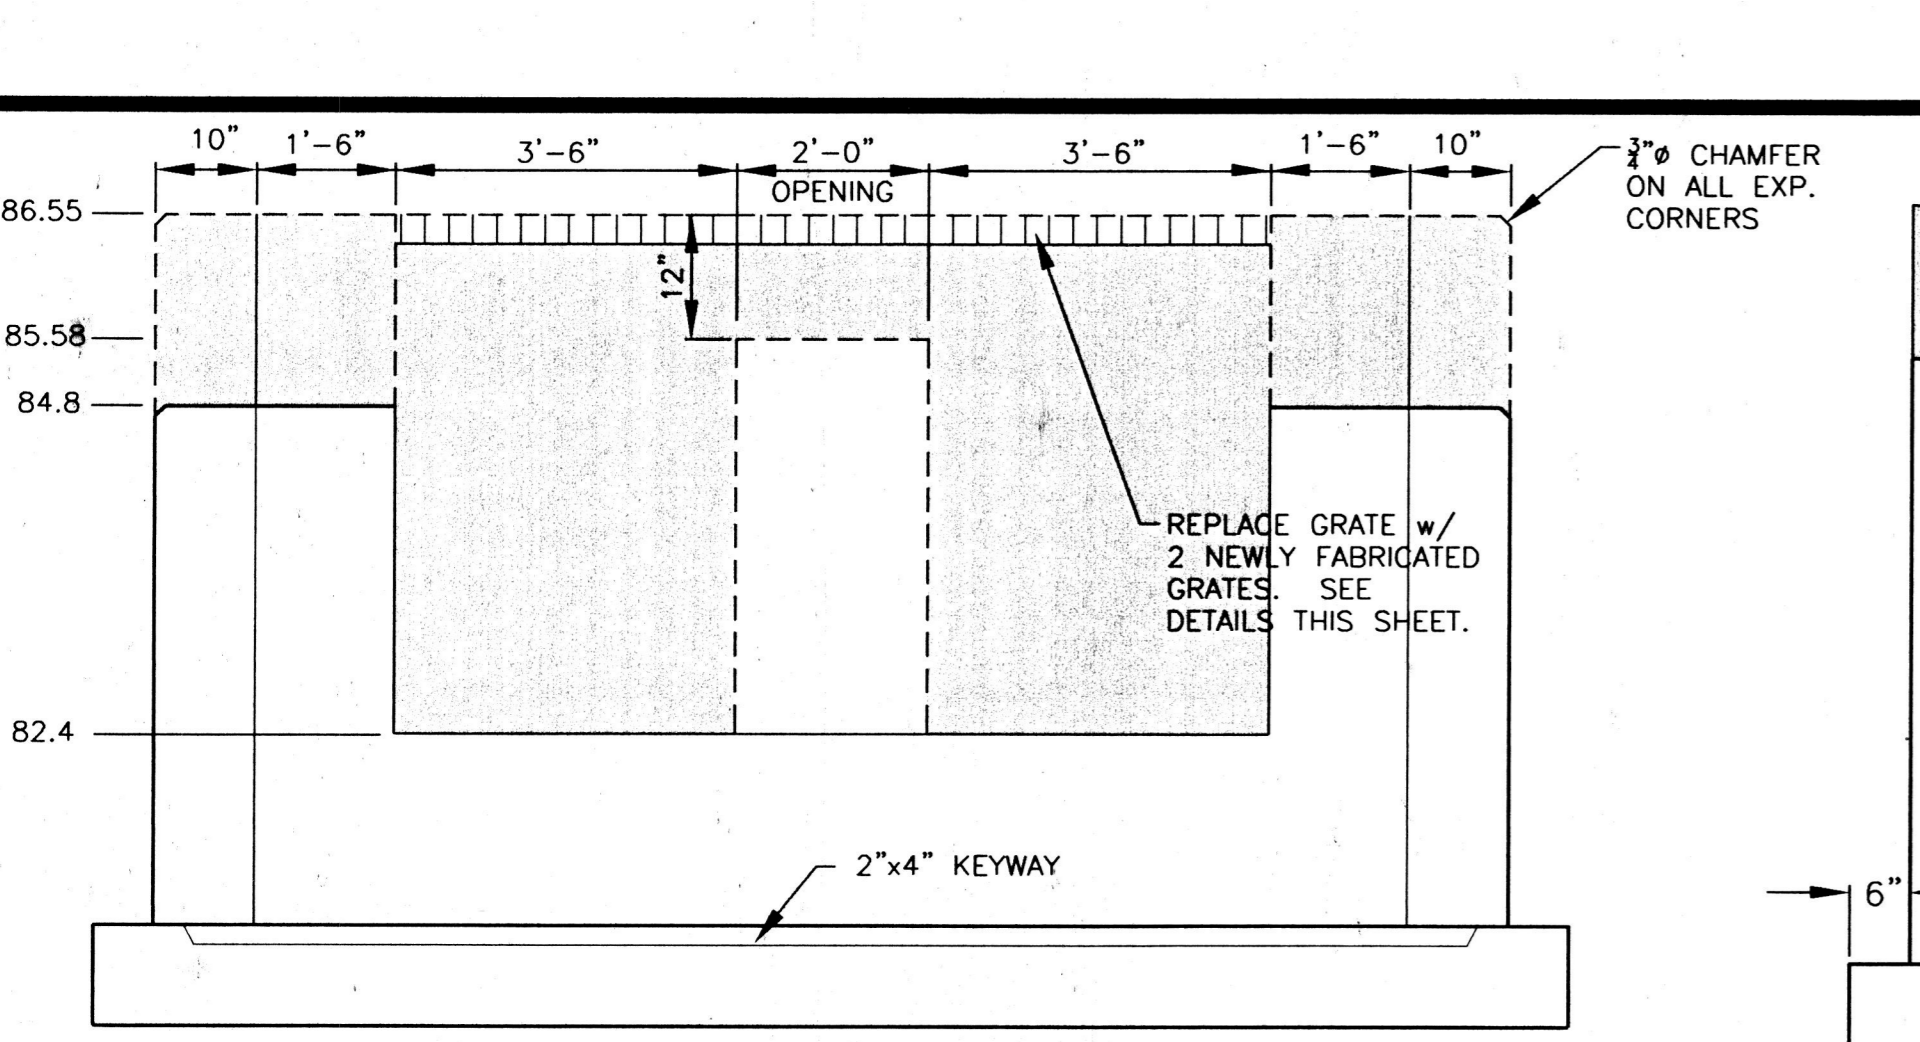 10" 1'-6" 3'-6" 2'-0" 3'-6" 1'-6" 10"
OPENING
3/4"ø CHAMFER
ON ALL EXP.
CORNERS
86.55
12"
85.58
84.8
REPLACE GRATE w/
2 NEWLY FABRICATED
GRATES. SEE
DETAILS THIS SHEET.
82.4
2"x4" KEYWAY
6"